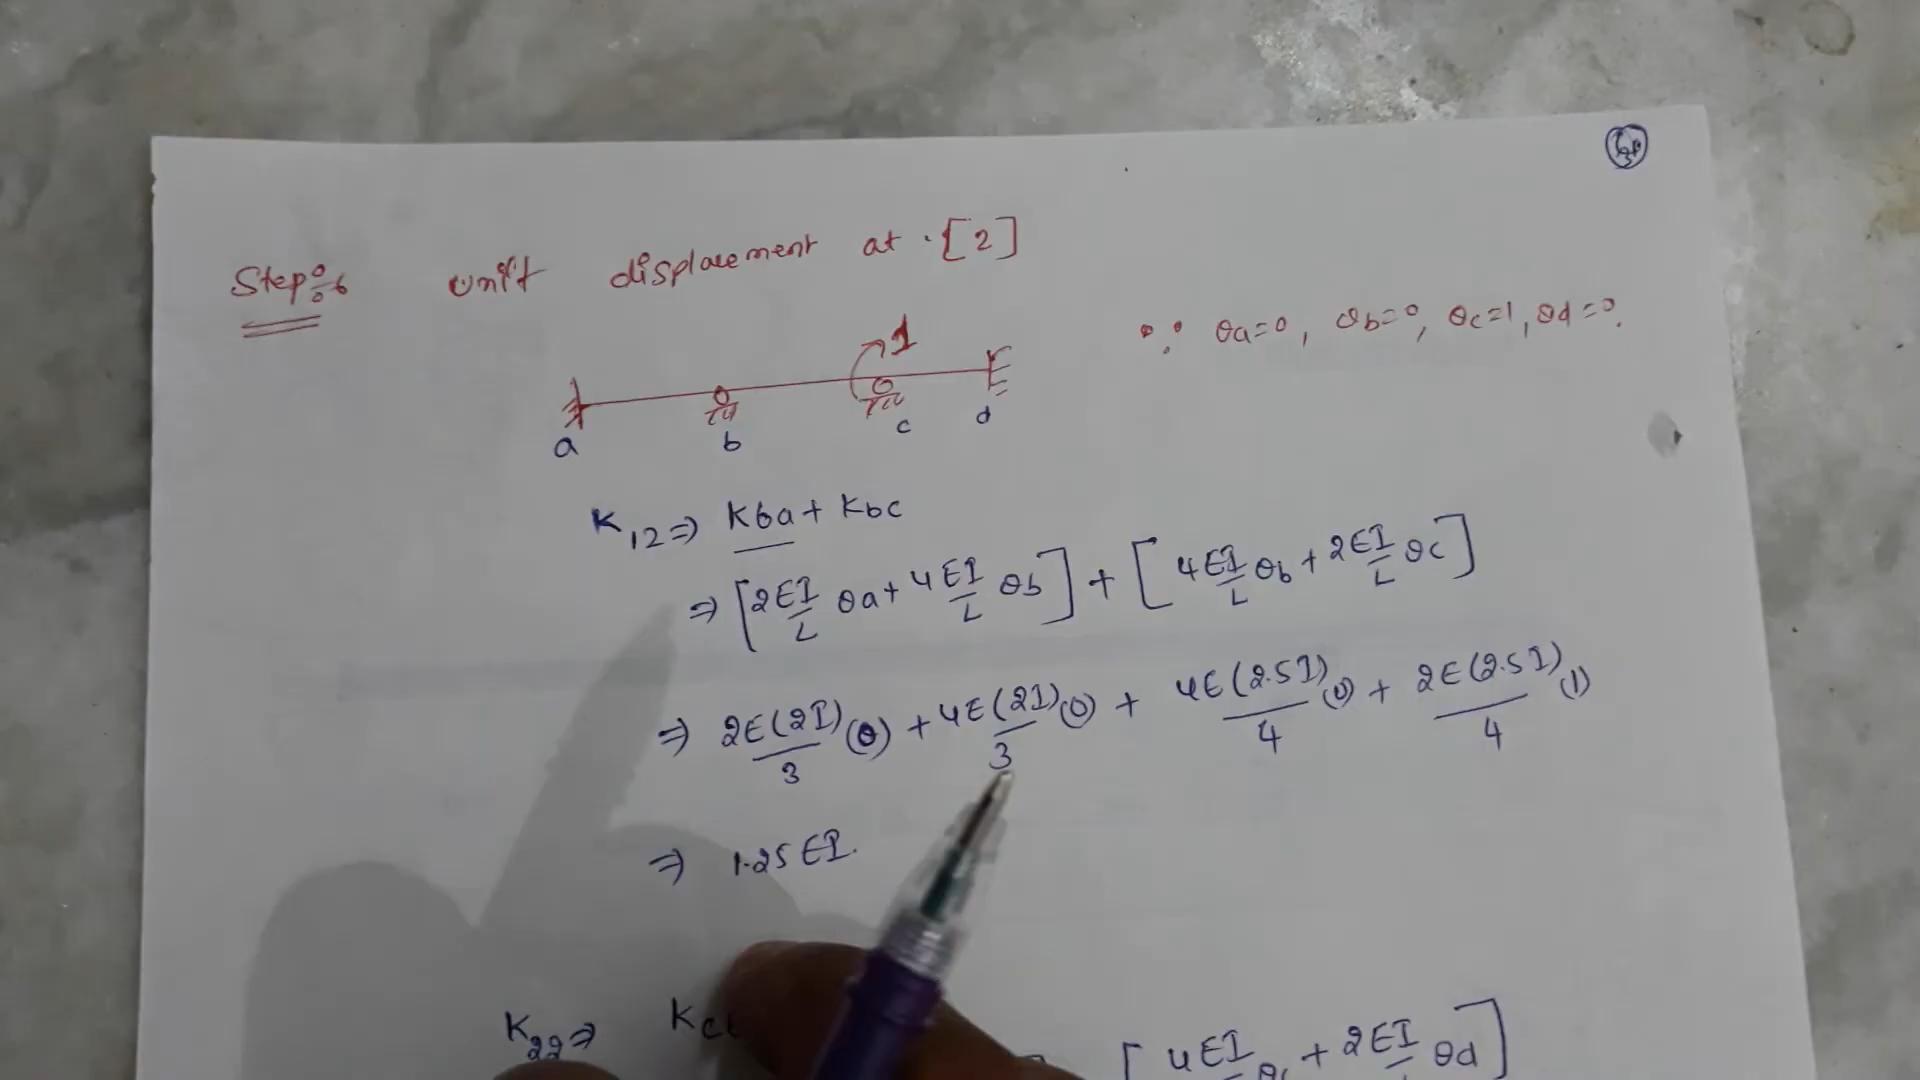 Step:-6 unit displacement at [2]
∵ θa=0, θb=0, θc=1, θd=0.
1
a b c d
K12 ⇒ Kba + Kbc
⇒ [2EI/L θa + 4EI/L θb] + [4EI/L θb + 2EI/L θc]
⇒ 2E(2I)/3 (0) + 4E(2I)/3 (0) + 4E(2.5I)/4 (0) + 2E(2.5I)/4 (1)
⇒ 1.25EI.
K22 ⇒
[4EI + 2EI θd]